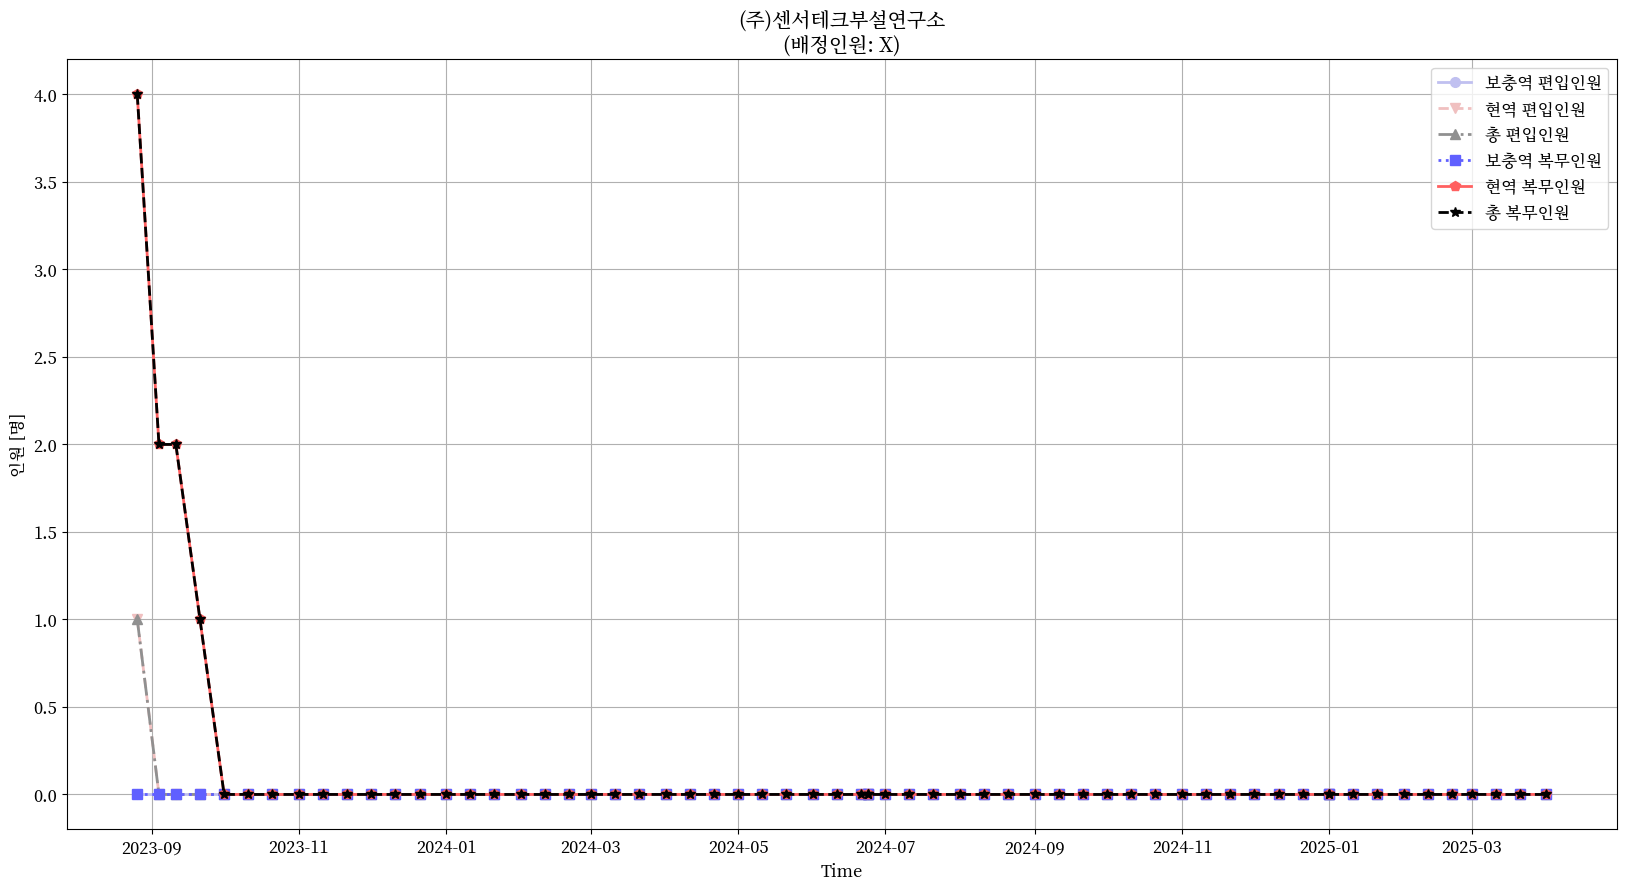 (주)센서테크부설연구소
(배정인원: X)
보충역 편입인원
현역 편입인원
총 편입인원
보충역 복무인원
현역 복무인원
총 복무인원
인원 [명]
4.0
3.5
3.0
2.5
2.0
1.5
1.0
0.5
0.0
2023-09
2023-11
2024-01
2024-03
2024-05
2024-07
2024-09
2024-11
2025-01
2025-03
Time